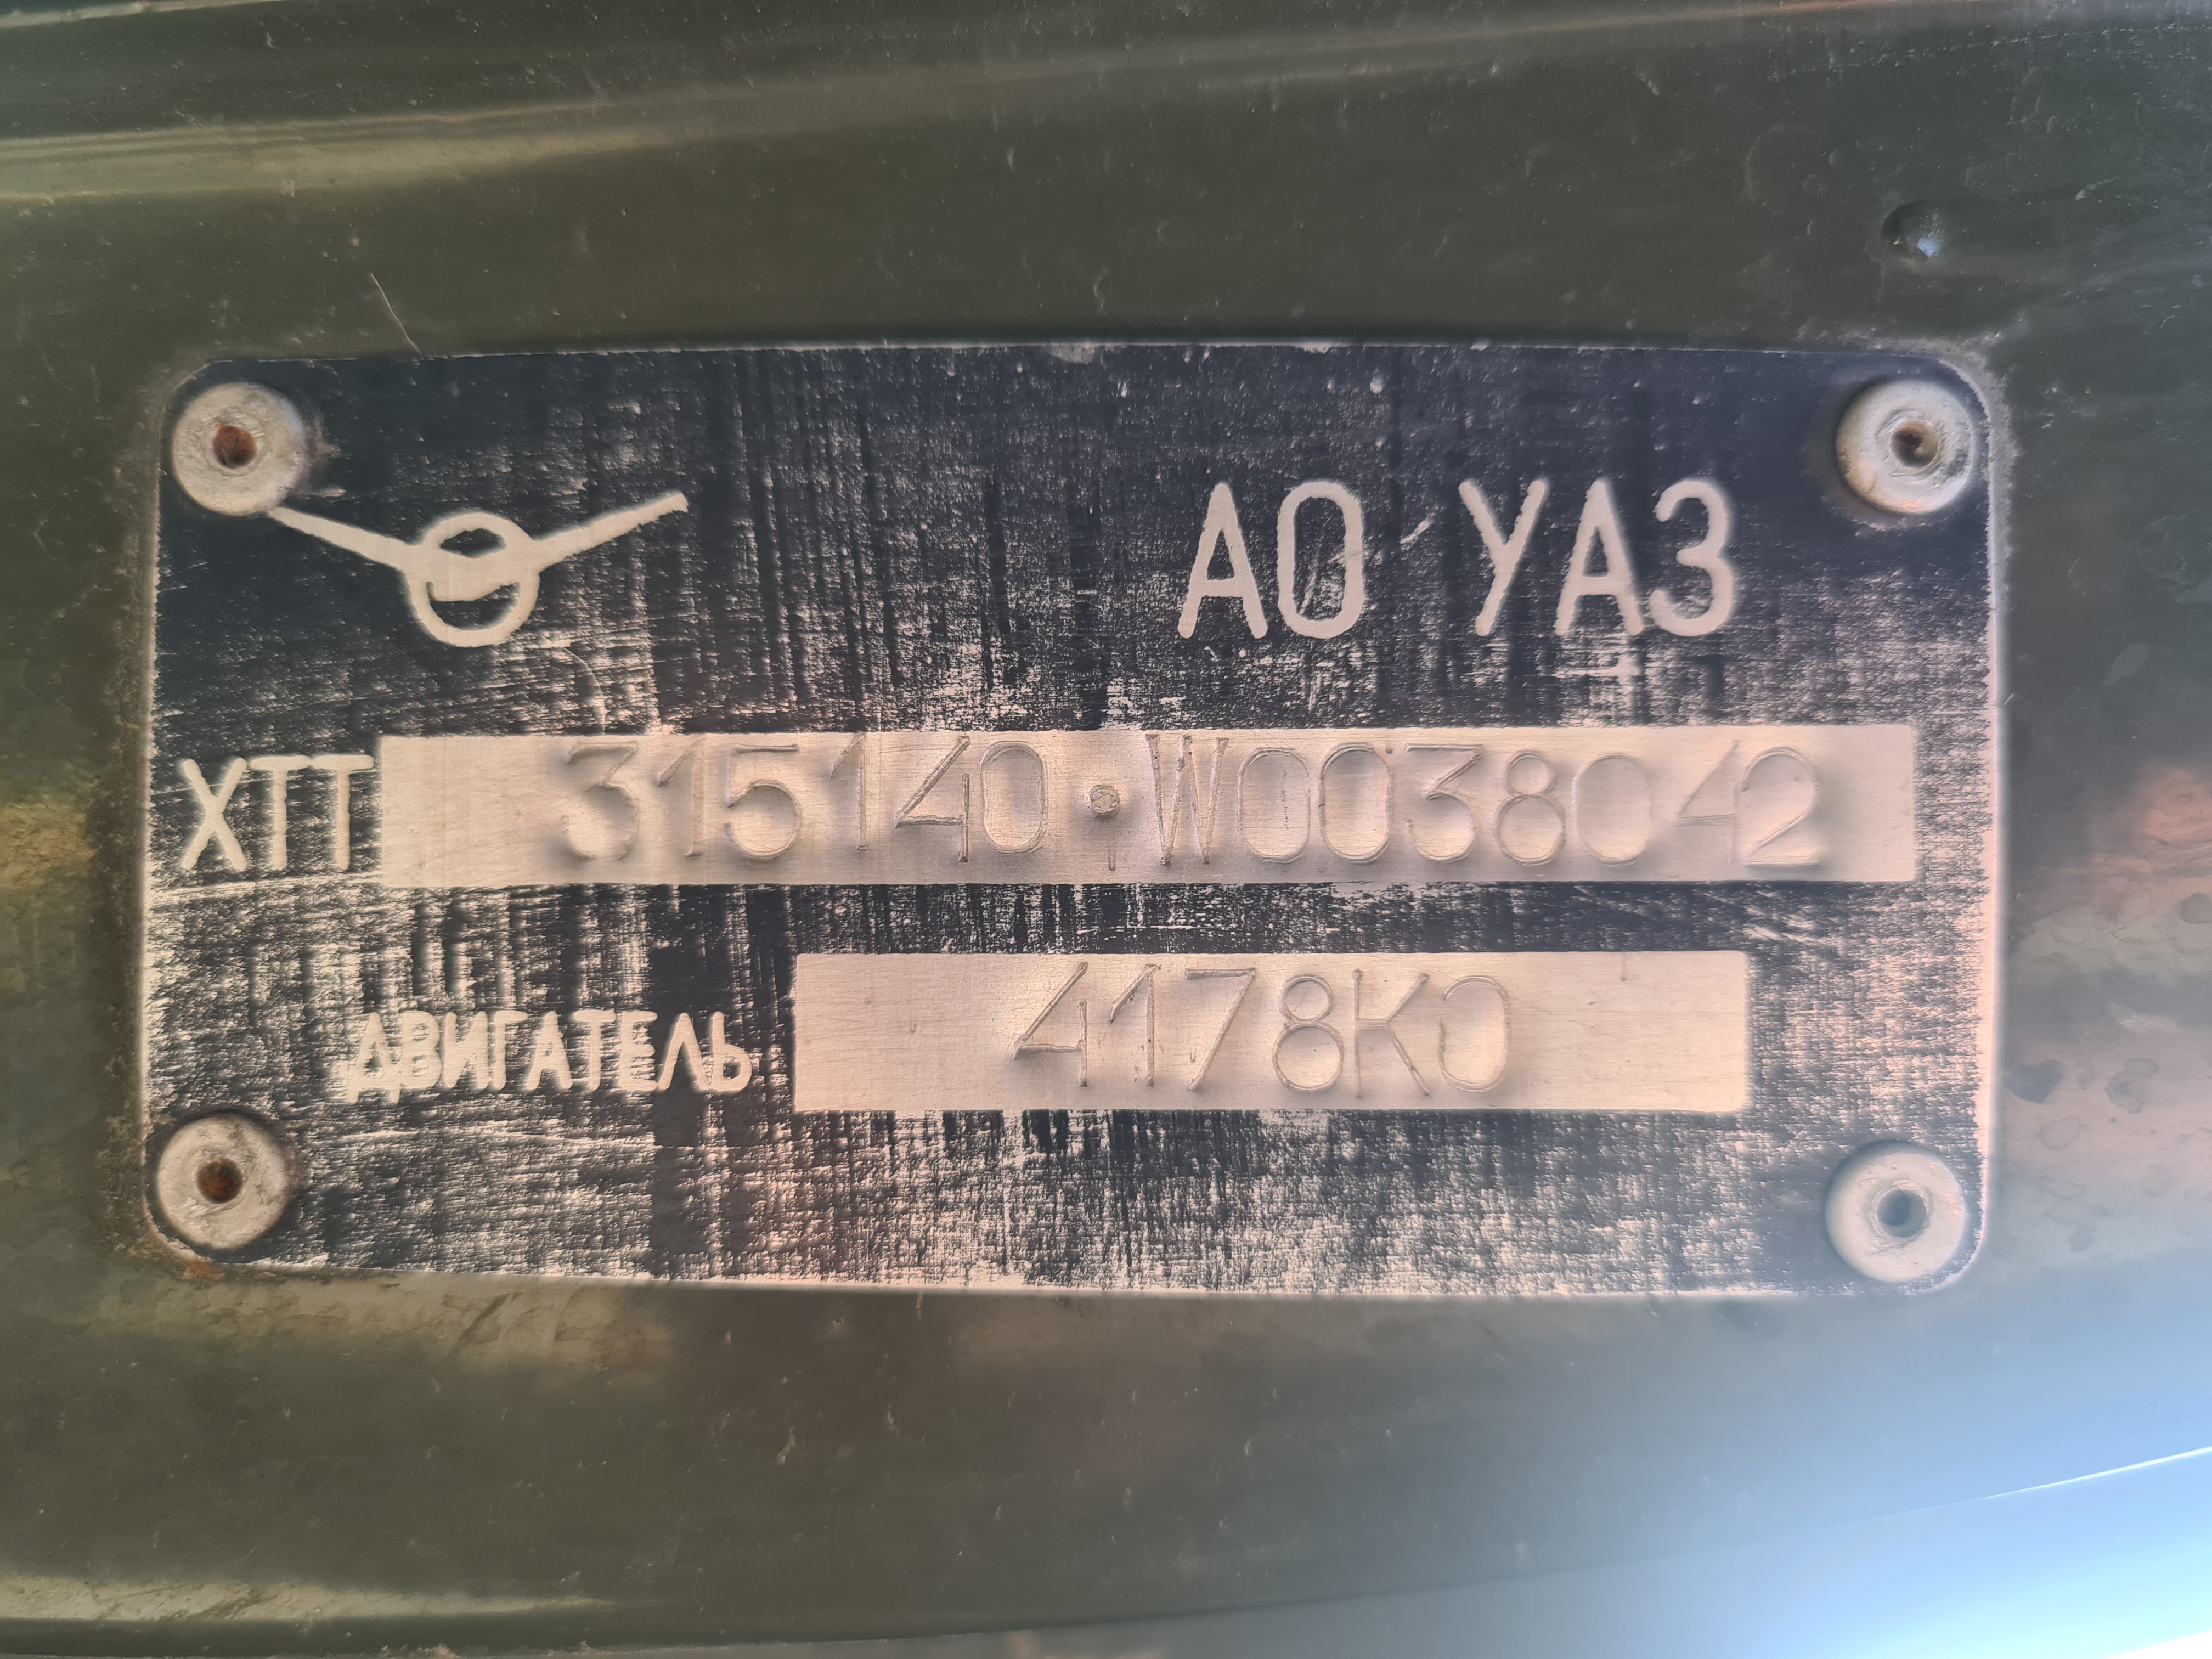 АО УАЗ
ХТТ 315140•W0038042
ДВИГАТЕЛЬ 4178К0